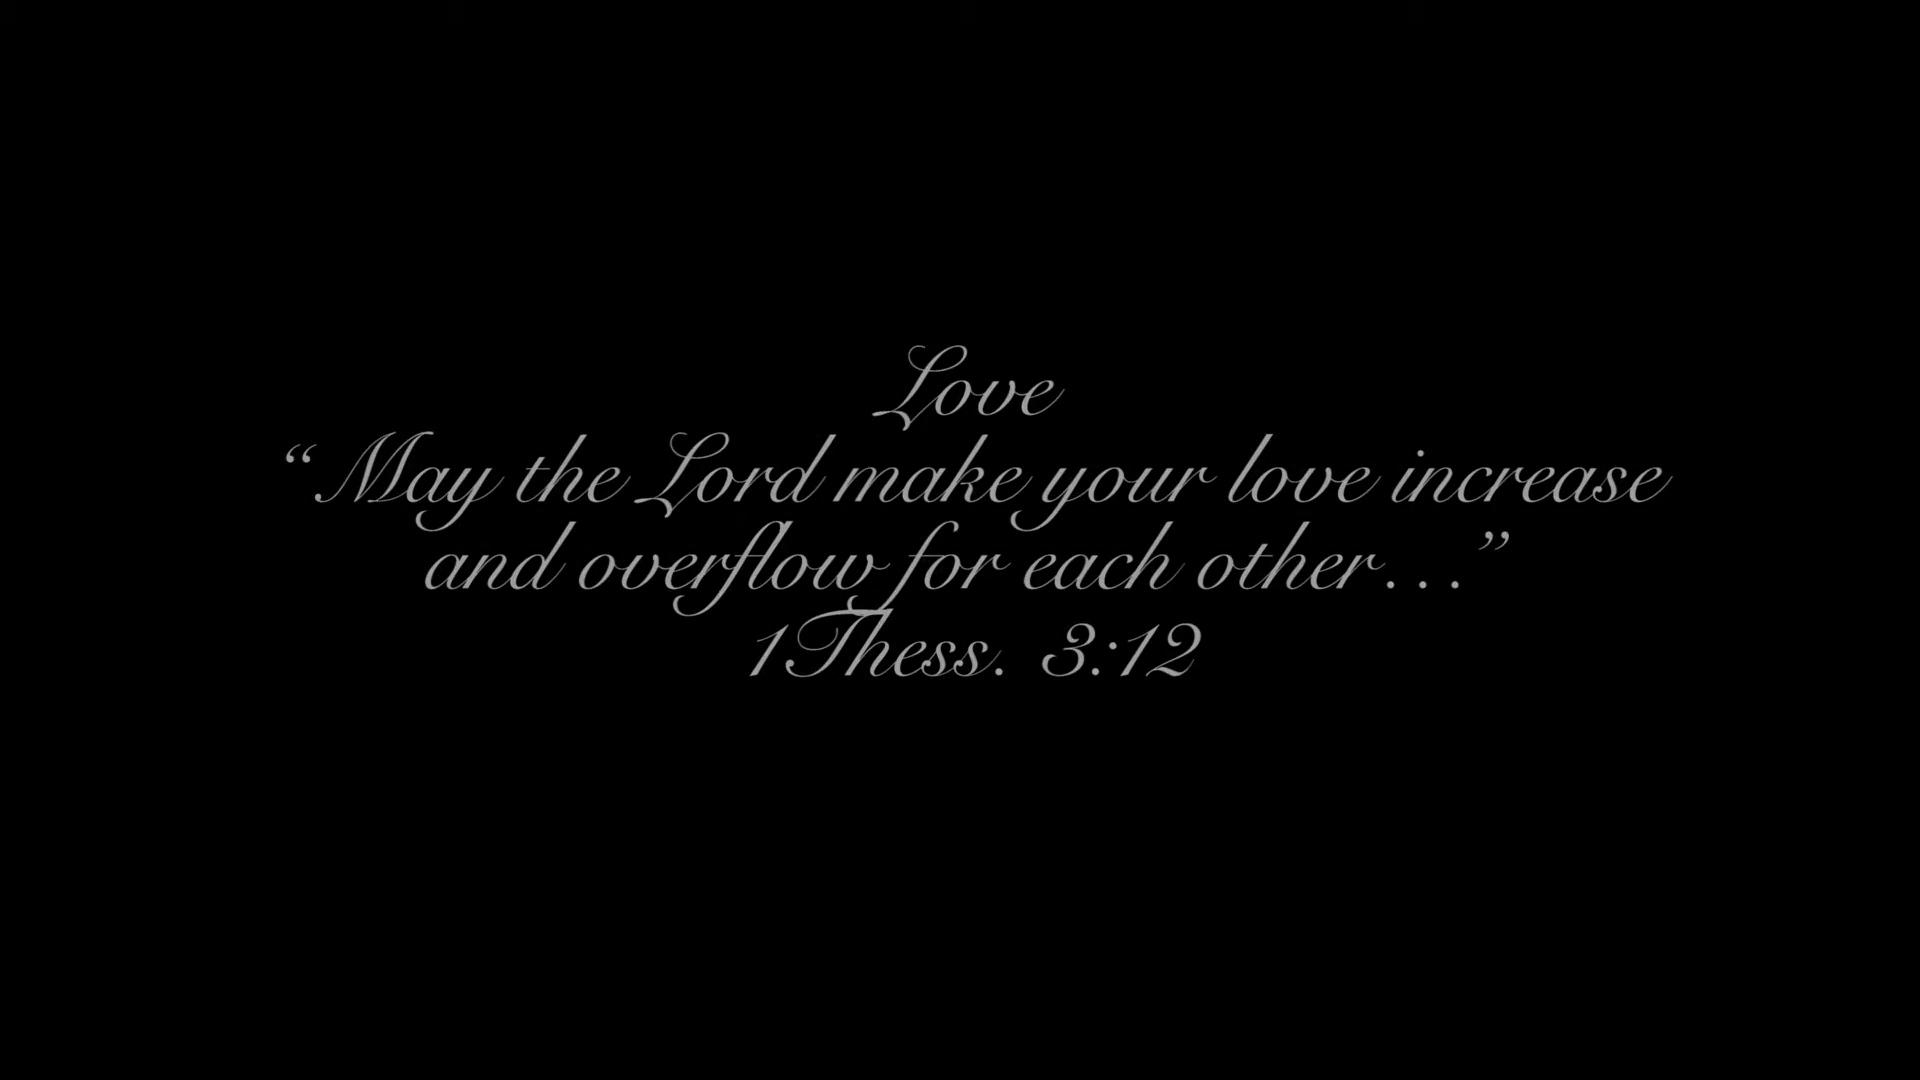 Love
“May the Lord make your love increase
and overflow for each other…”
1Thess. 3:12